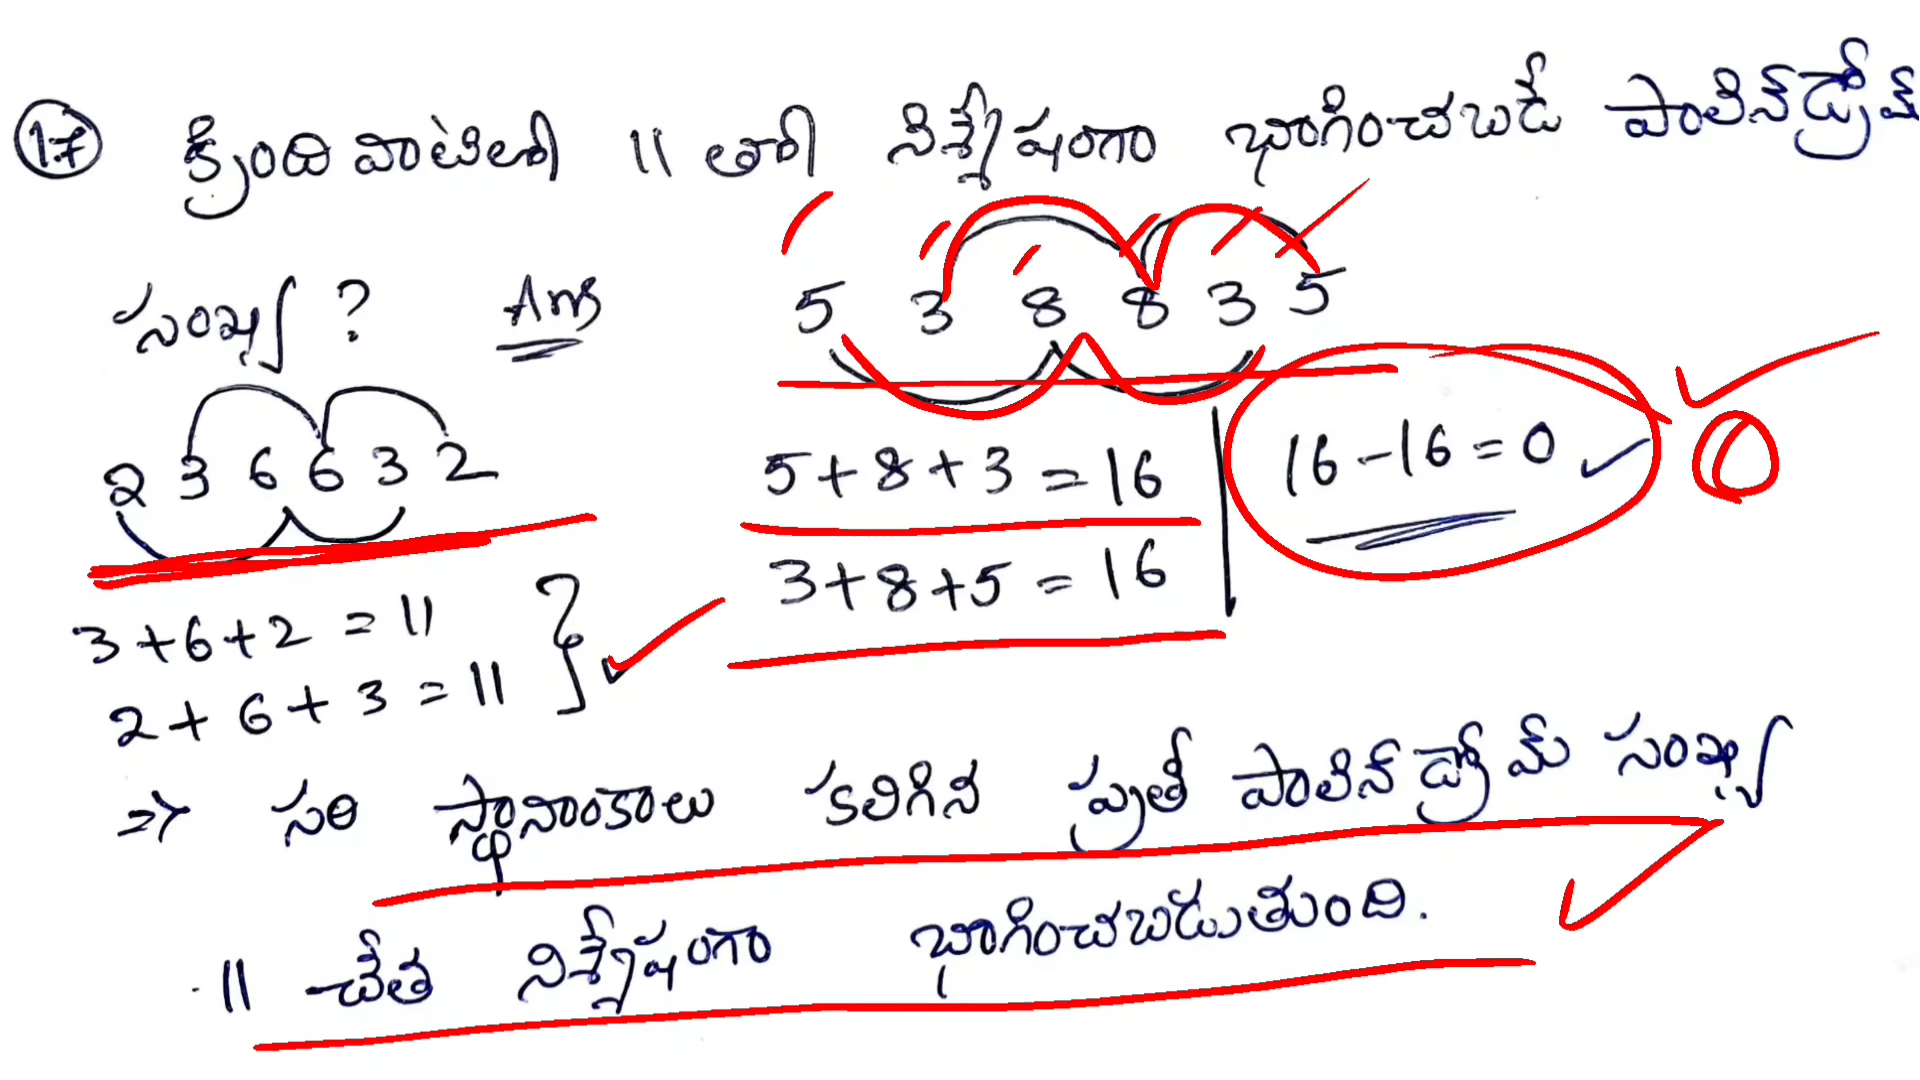 17 క్రింది వాటిలో 11 తో నిశ్శేషంగా భాగించబడే పాలిన్‌డ్రోమ్
సంఖ్య ? Ans 5 3 8 8 3 5
2 3 6 6 3 2
5+8+3 = 16
16-16=0
0
3+8+5 = 16
3+6+2 = 11
2+6+3 = 11
=> సరి స్థానాంకాలు కలిగిన ప్రతీ పాలిన్‌డ్రోమ్ సంఖ్య
11 చేత నిశ్శేషంగా భాగించబడుతుంది.